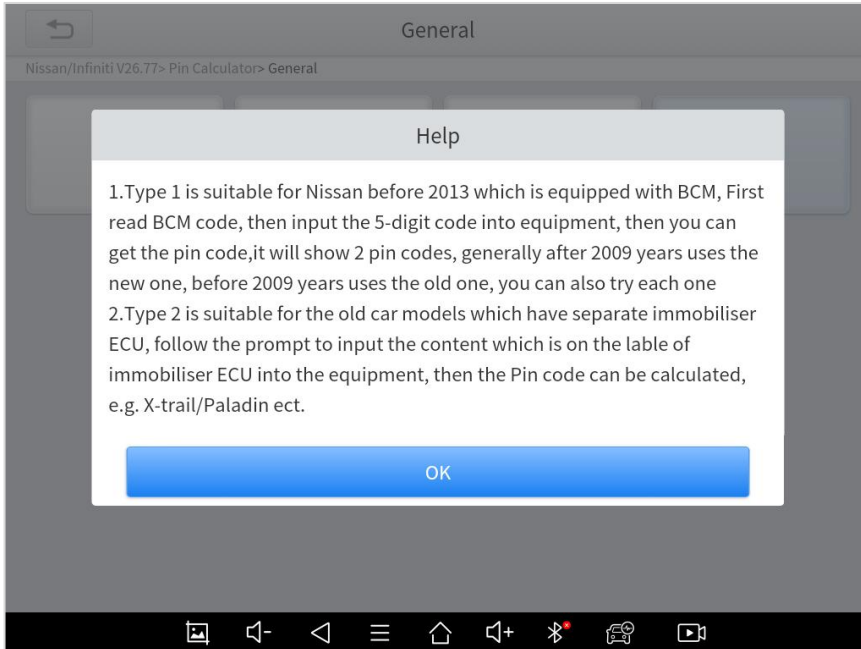 General
Nissan/Infiniti V26.77> Pin Calculator> General
Help
1.Type 1 is suitable for Nissan before 2013 which is equipped with BCM, First
read BCM code, then input the 5-digit code into equipment, then you can
get the pin code,it will show 2 pin codes, generally after 2009 years uses the
new one, before 2009 years uses the old one, you can also try each one
2.Type 2 is suitable for the old car models which have separate immobiliser
ECU, follow the prompt to input the content which is on the lable of
immobiliser ECU into the equipment, then the Pin code can be calculated,
e.g. X-trail/Paladin ect.
OK